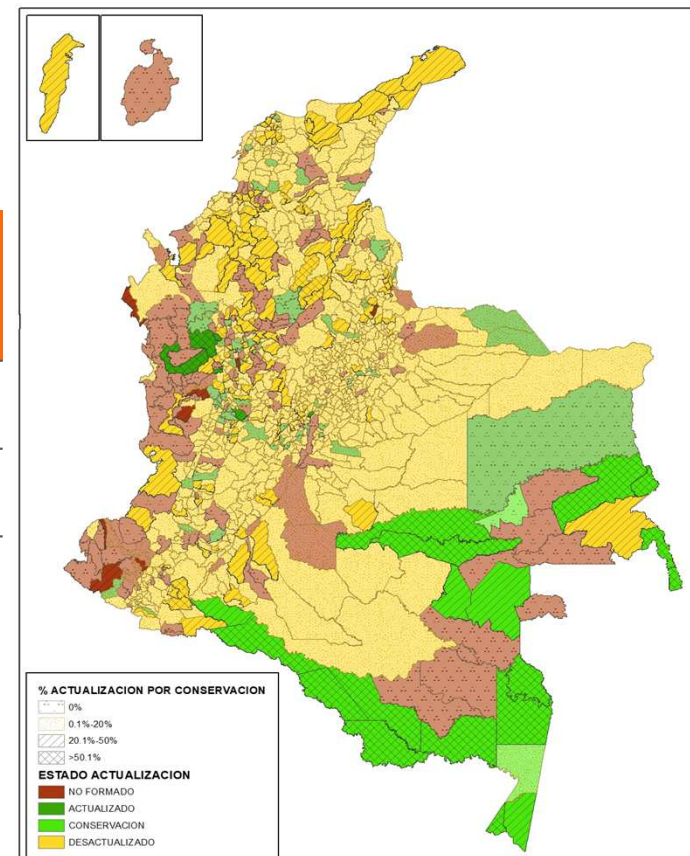 % ACTUALIZACION POR CONSERVACION
0%
0.1%-20%
20.1%-50%
>50.1%
ESTADO ACTUALIZACION
NO FORMADO
ACTUALIZADO
CONSERVACION
DESACTUALIZADO